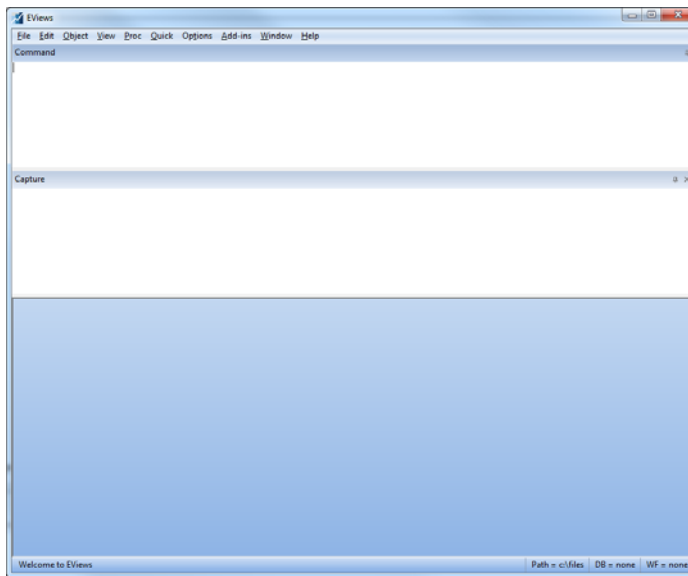 EViews
File Edit Object View Proc Quick Options Add-ins Window Help
Command
Capture
Welcome to EViews Path = c:\files DB = none WF = none